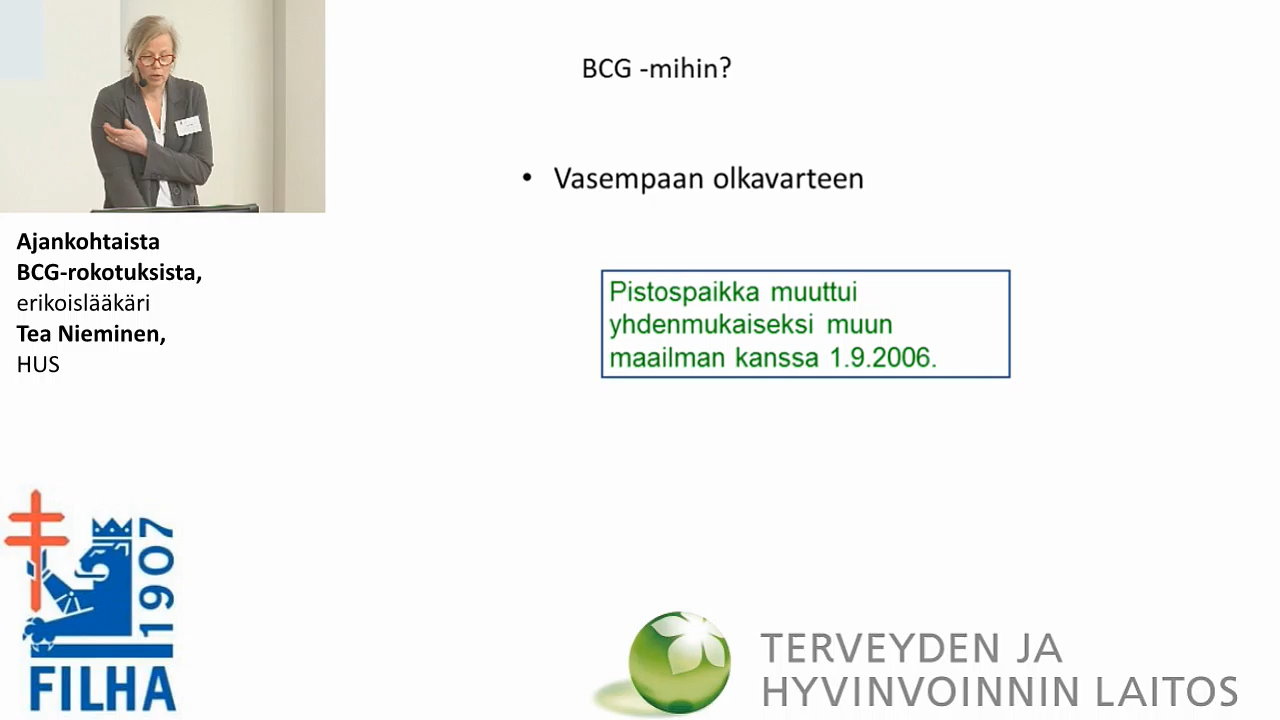 BCG -mihin?
• Vasempaan olkavarteen
Pistospaikka muuttui
yhdenmukaiseksi muun
maailman kanssa 1.9.2006.
Ajankohtaista
BCG-rokotuksista,
erikoislääkäri
Tea Nieminen,
HUS
1907
FILHA
TERVEYDEN JA
HYVINVOINNIN LAITOS